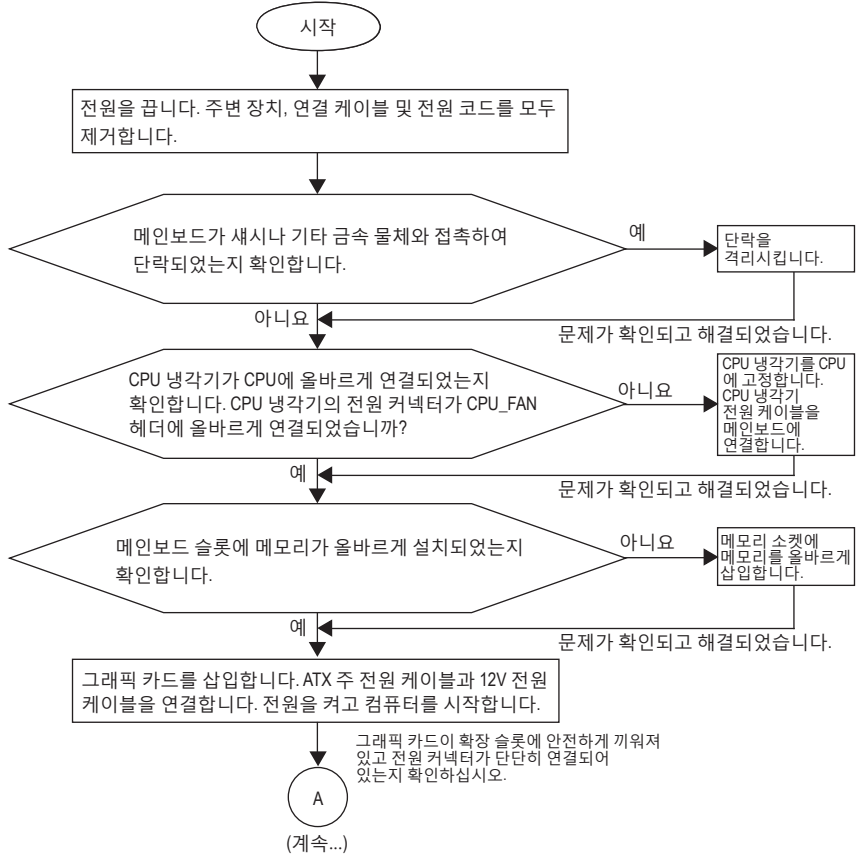 시작
전원을 끕니다. 주변 장치, 연결 케이블 및 전원 코드를 모두
제거합니다.
메인보드가 섀시나 기타 금속 물체와 접촉하여
단락되었는지 확인합니다.
예
단락을
격리시킵니다.
아니요
문제가 확인되고 해결되었습니다.
CPU 냉각기가 CPU에 올바르게 연결되었는지
확인합니다. CPU 냉각기의 전원 커넥터가 CPU_FAN
헤더에 올바르게 연결되었습니까?
아니요
CPU 냉각기를 CPU
에 고정합니다.
CPU 냉각기
전원 케이블을
메인보드에
연결합니다.
예
문제가 확인되고 해결되었습니다.
메인보드 슬롯에 메모리가 올바르게 설치되었는지
확인합니다.
아니요
메모리 소켓에
메모리를 올바르게
삽입합니다.
예
문제가 확인되고 해결되었습니다.
그래픽 카드를 삽입합니다. ATX 주 전원 케이블과 12V 전원
케이블을 연결합니다. 전원을 켜고 컴퓨터를 시작합니다.
그래픽 카드이 확장 슬롯에 안전하게 끼워져
있고 전원 커넥터가 단단히 연결되어
있는지 확인하십시오.
A
(계속...)